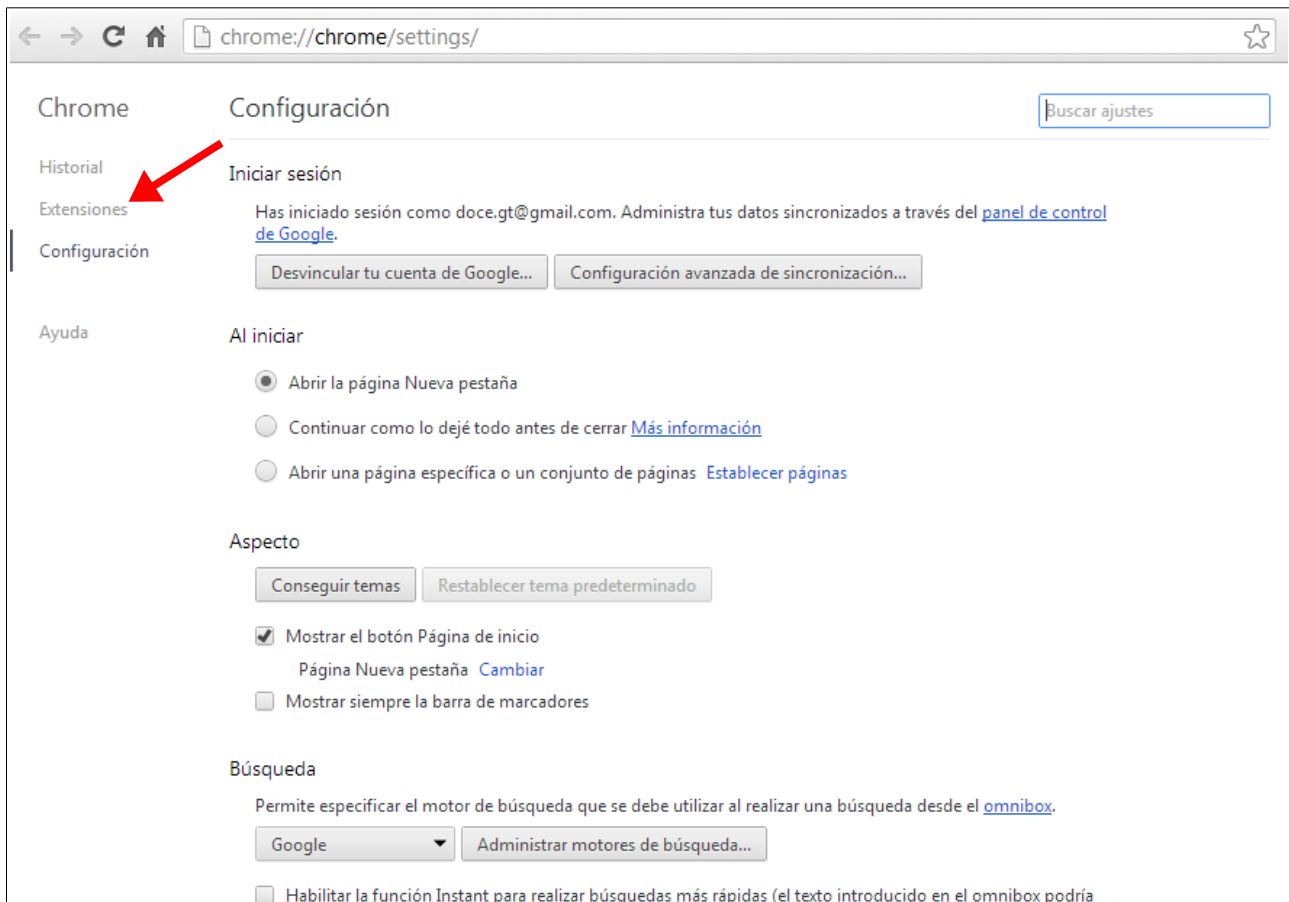 chrome://chrome/settings/
Chrome
Configuración
Buscar ajustes
Historial
Extensiones
Configuración
Ayuda
Iniciar sesión
Has iniciado sesión como doce.gt@gmail.com. Administra tus datos sincronizados a través del panel de control
de Google.
Desvincular tu cuenta de Google... Configuración avanzada de sincronización...
Al iniciar
Abrir la página Nueva pestaña
Continuar como lo dejé todo antes de cerrar Más información
Abrir una página específica o un conjunto de páginas Establecer páginas
Aspecto
Conseguir temas Restablecer tema predeterminado
Mostrar el botón Página de inicio
Página Nueva pestaña Cambiar
Mostrar siempre la barra de marcadores
Búsqueda
Permite especificar el motor de búsqueda que se debe utilizar al realizar una búsqueda desde el omnibox.
Google Administrar motores de búsqueda...
Habilitar la función Instant para realizar búsquedas más rápidas (el texto introducido en el omnibox podría